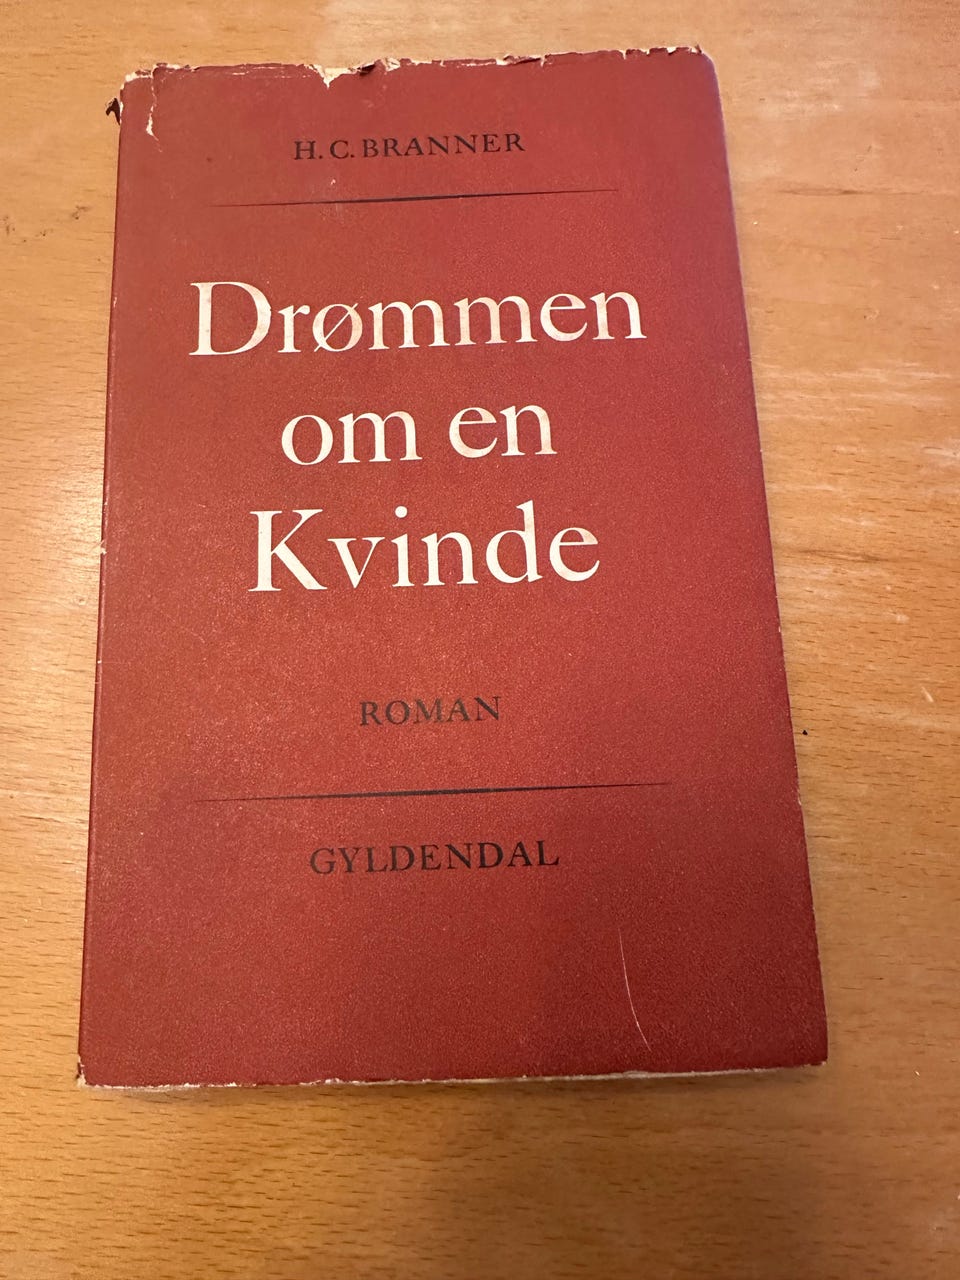 H. C. BRANNER
Drømmen
om en
Kvinde
ROMAN
GYLDENDAL